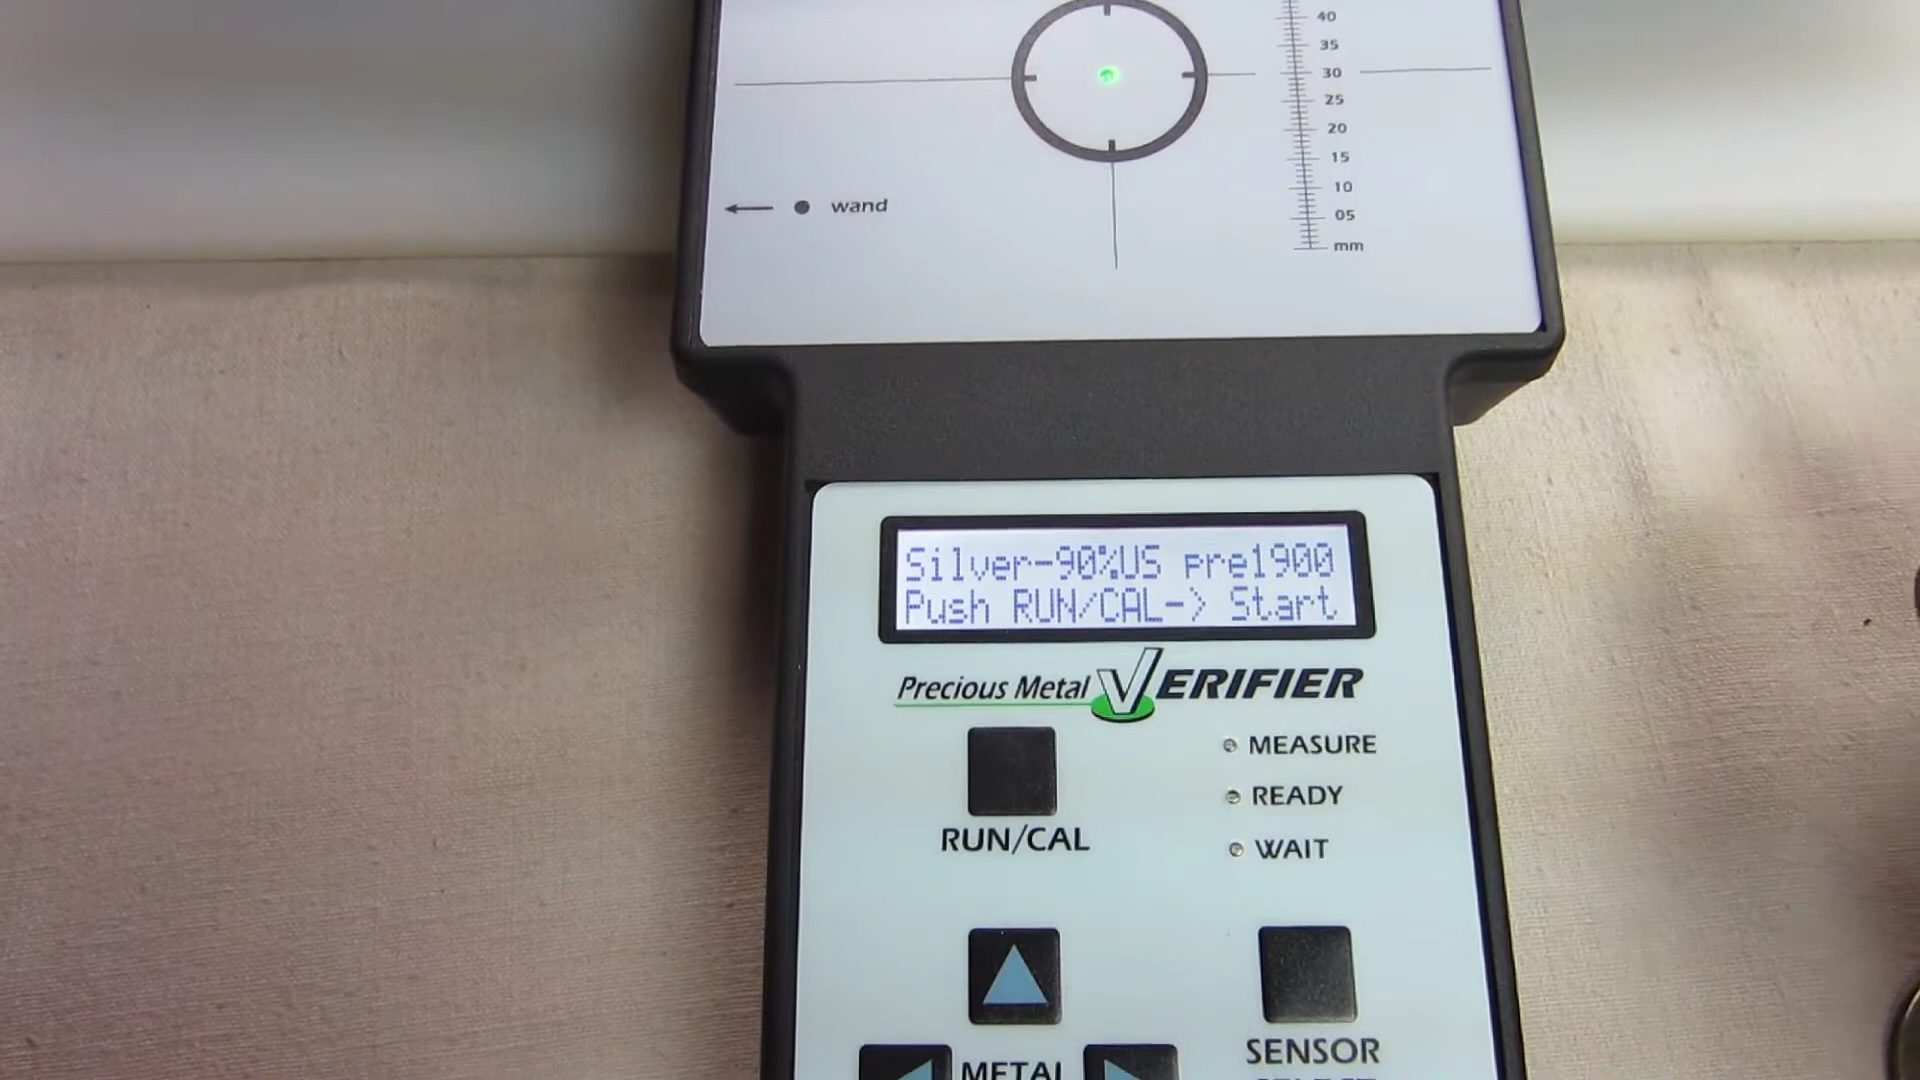 40
35
30
25
20
15
10
05
mm
wand
Silver-90%US pre1900
Push RUN/CAL-> Start
Precious Metal VERIFIER
MEASURE
READY
WAIT
RUN/CAL
METAL
SENSOR